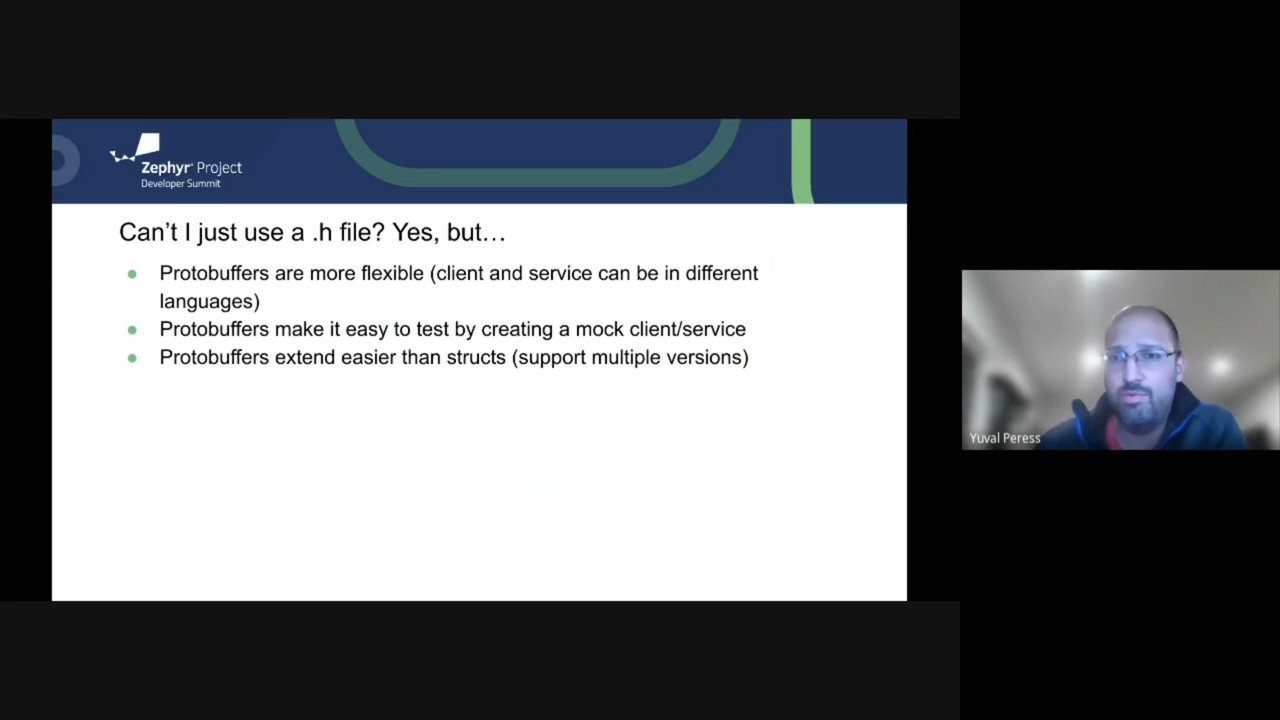 Zephyr® Project
Developer Summit
Can't I just use a .h file? Yes, but…
Protobuffers are more flexible (client and service can be in different
languages)
Protobuffers make it easy to test by creating a mock client/service
Protobuffers extend easier than structs (support multiple versions)
Yuval Peress